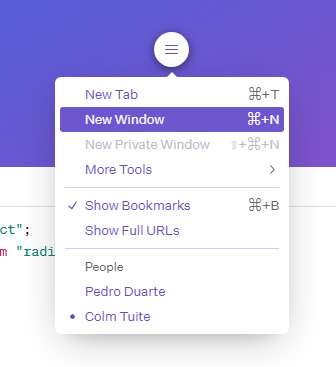 New Tab ⌘+T
New Window ⌘+N
New Private Window ⇧+⌘+N
More Tools
ct";
Show Bookmarks ⌘+B
Show Full URLs
m "radi
People
Pedro Duarte
Colm Tuite